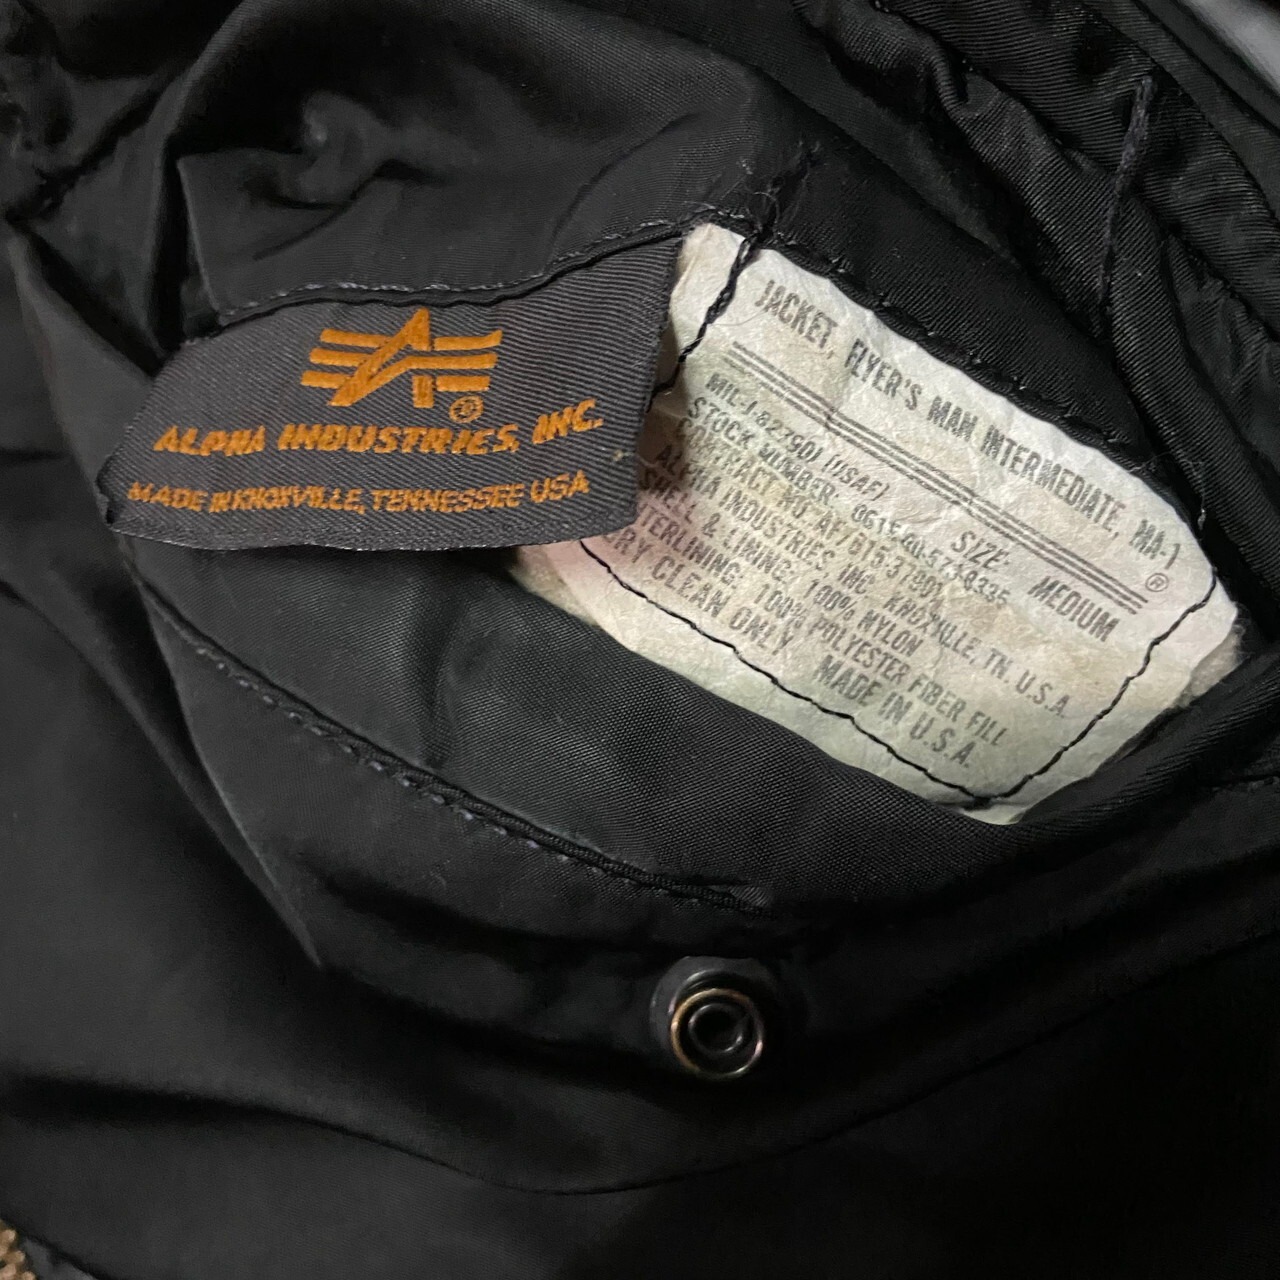 ALPHA INDUSTRIES, INC.
MADE IN KNOXVILLE, TENNESSEE USA
JACKET, FLYER'S MAN INTERMEDIATE, MA-1
®
SIZE: MEDIUM
MIL-J-82790J (USAF)
STOCK NUMBER
CONTRACT NO
ALPHA INDUSTRIES INC KNOXVILLE, TN. U.S.A.
SHELL & LINING: 100% NYLON
INTERLINING: 100% POLYESTER FIBER FILL
DRY CLEAN ONLY MADE IN U.S.A.